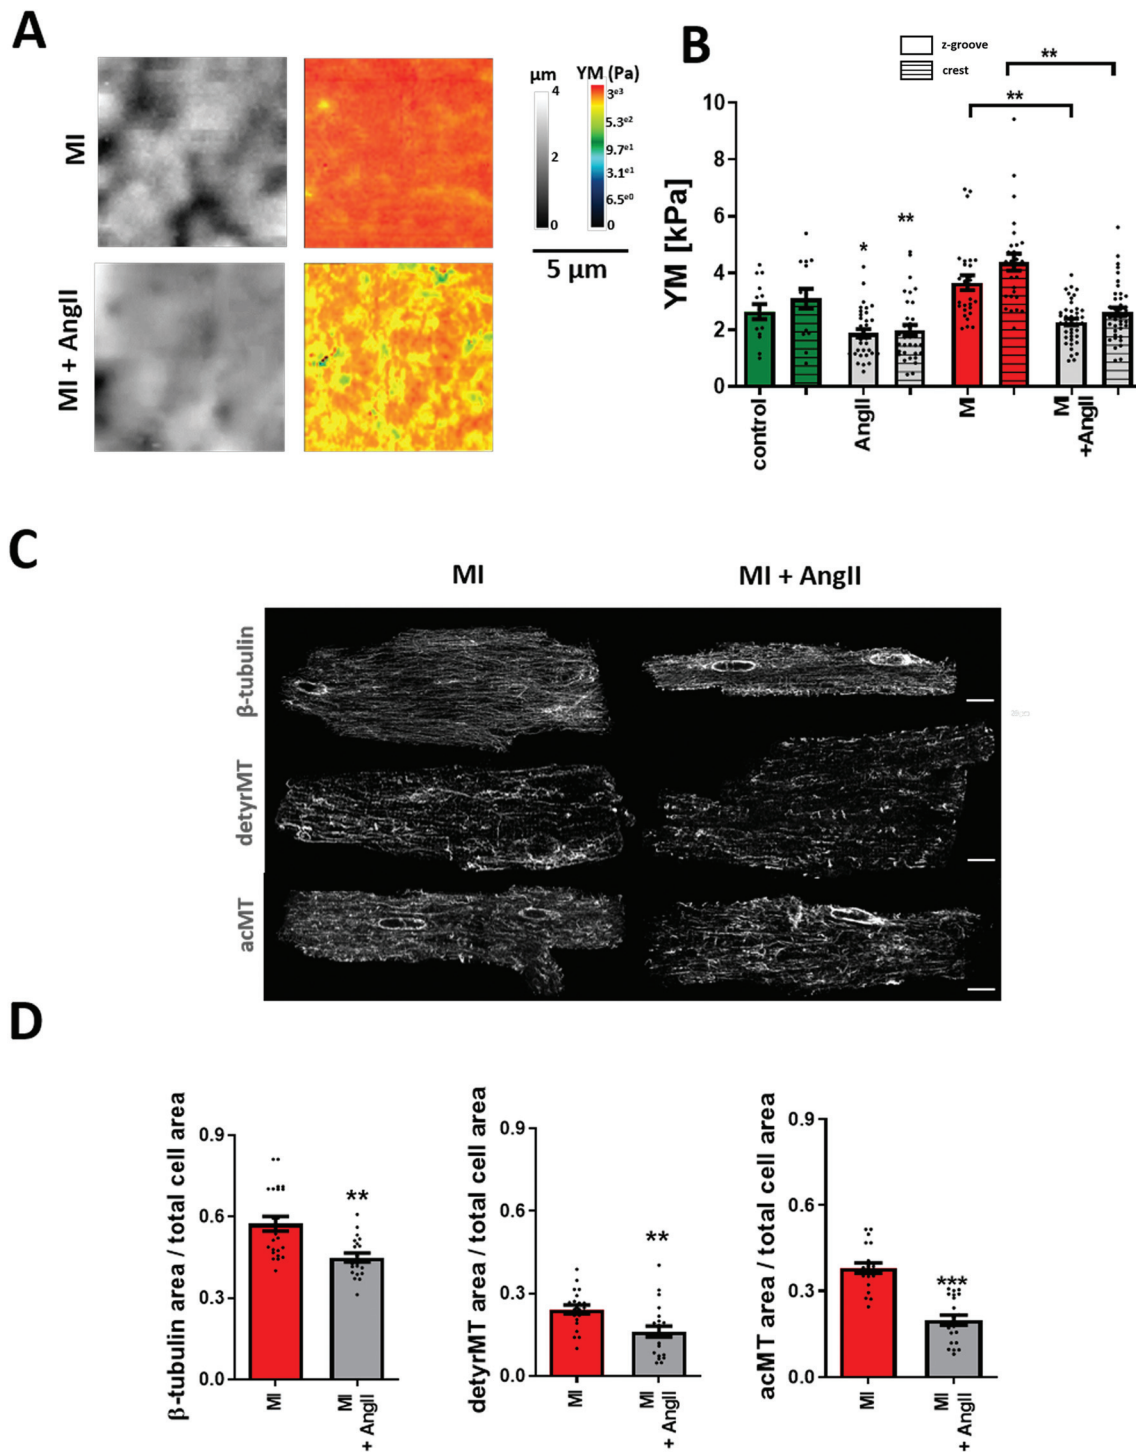 A
MI
MI + AngII
µm
4
2
0
YM (Pa)
3e3
5.3e2
9.7e1
3.1e1
6.5e0
0
5 µm
B
z-groove
crest
**
**
*
**
YM [kPa]
10
8
6
4
2
0
control
AngII
MI
MI
+AngII
C
MI
MI + AngII
β-tubulin
detyrMT
acMT
D
β-tubulin area / total cell area
0.9
0.6
0.3
0.0
**
MI
MI
+ AngII
detyrMT area / total cell area
0.9
0.6
0.3
0.0
**
MI
MI
+ AngII
acMT area / total cell area
0.9
0.6
0.3
0.0
***
MI
MI
+ AngII